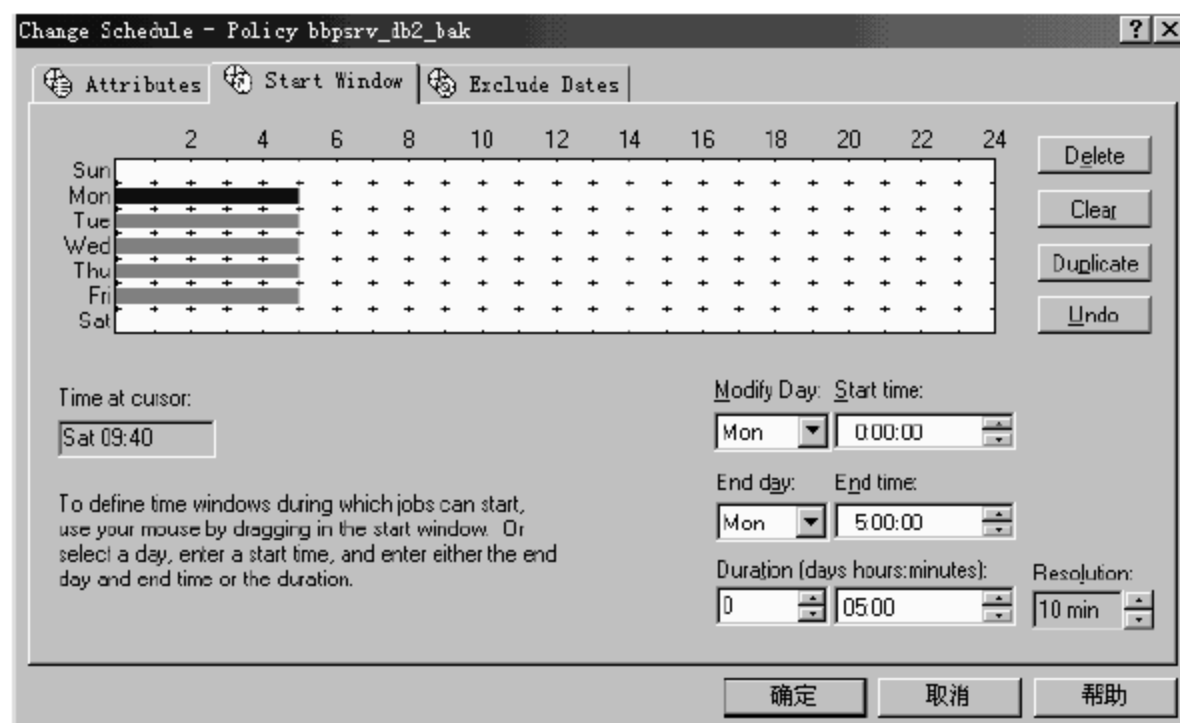 Change Schedule - Policy bbpsrv_db2_bak
Attributes
Start Window
Exclude Dates
2 4 6 8 10 12 14 16 18 20 22 24
Sun
Mon
Tue
Wed
Thu
Fri
Sat
Delete
Clear
Duplicate
Undo
Time at cursor:
Sat 09:40
To define time windows during which jobs can start,
use your mouse by dragging in the start window. Or
select a day, enter a start time, and enter either the end
day and end time or the duration.
Modify Day: Start time:
Mon 0:00:00
End day: End time:
Mon 5:00:00
Duration (days hours:minutes):
0 05:00
Resolution:
10 min
确定
取消
帮助